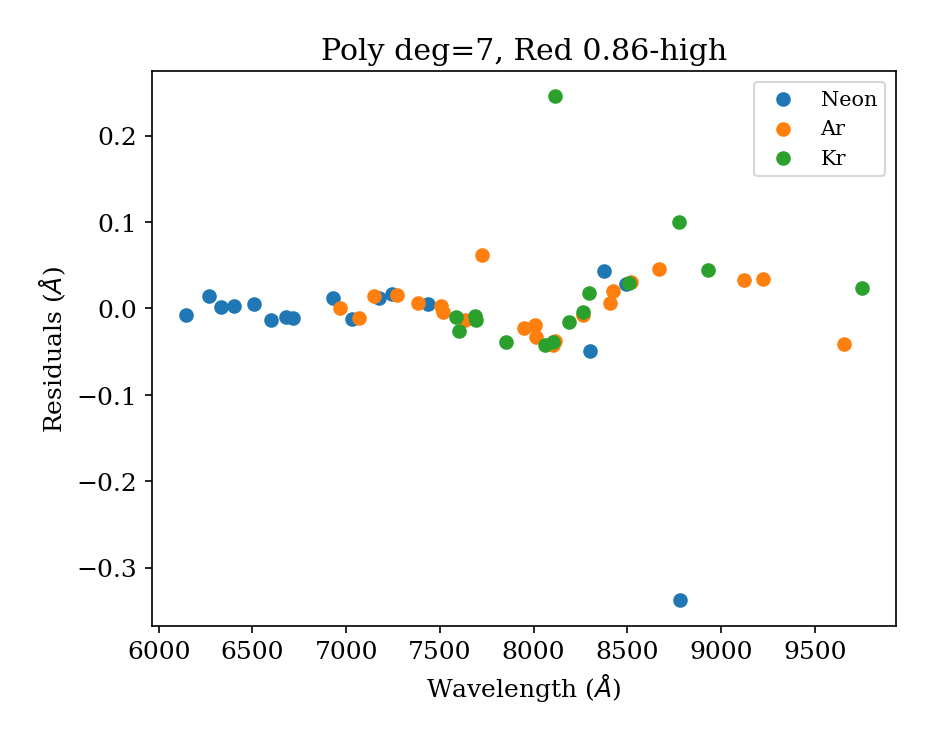 Poly deg=7, Red 0.86-high
Neon
Ar
Kr
0.2
0.1
0.0
−0.1
−0.2
−0.3
Residuals (Å)
6000 6500 7000 7500 8000 8500 9000 9500
Wavelength (Å)